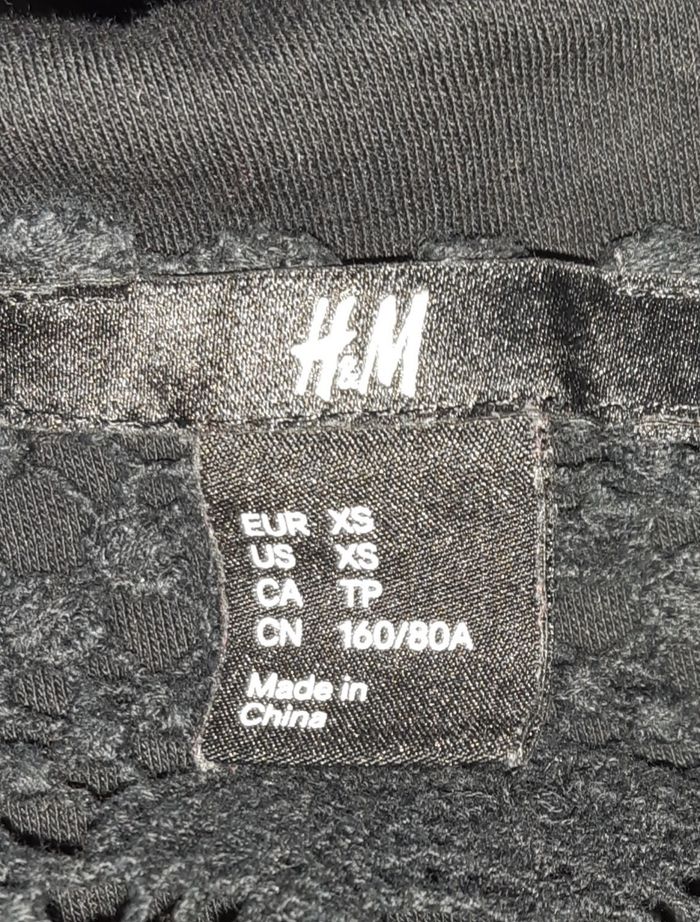 H&M
EUR XS
US XS
CA TP
CN 160/80A
Made in
China